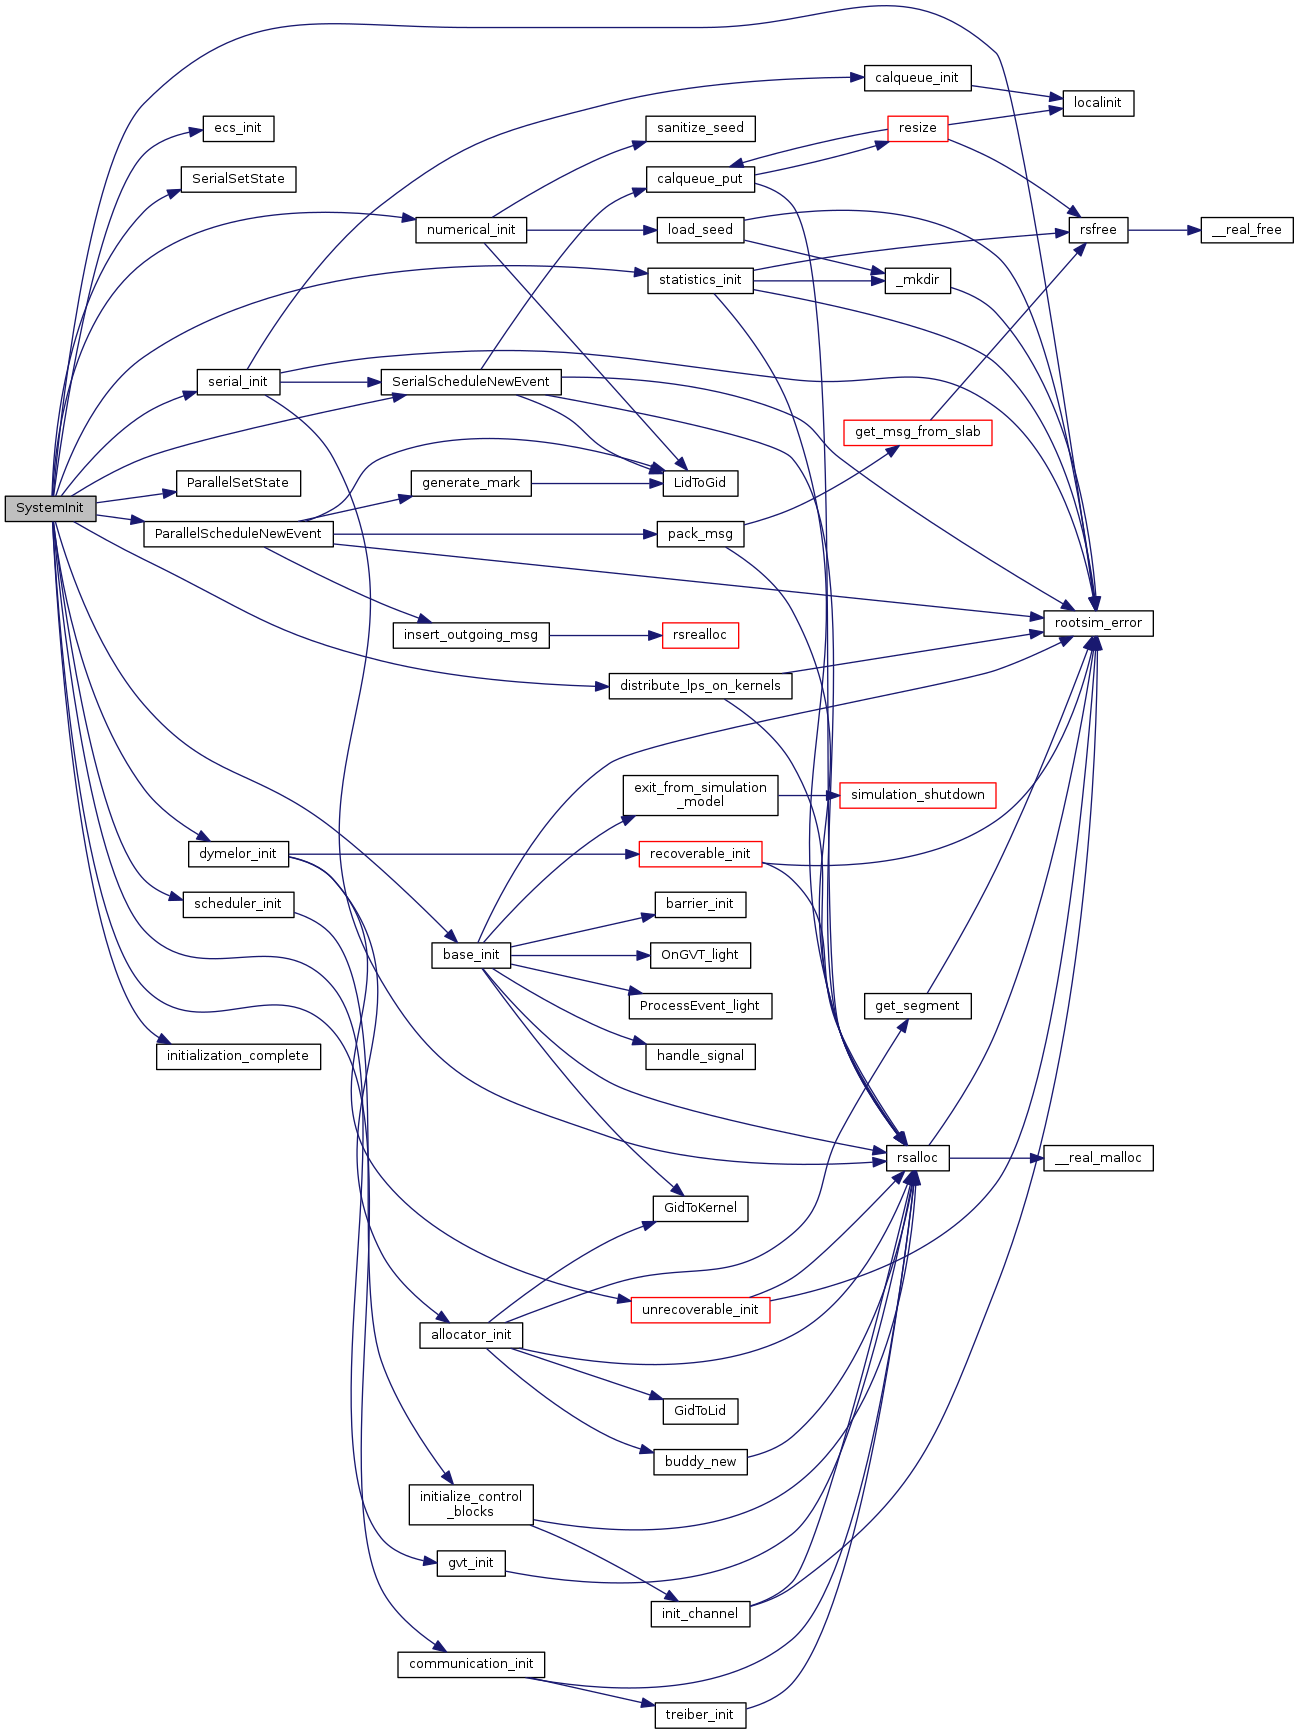 calqueue_init
localinit
ecs_init
sanitize_seed
resize
SerialSetState
calqueue_put
numerical_init
load_seed
rsfree
__real_free
statistics_init
_mkdir
serial_init
SerialScheduleNewEvent
get_msg_from_slab
ParallelSetState
generate_mark
LidToGid
SystemInit
ParallelScheduleNewEvent
pack_msg
insert_outgoing_msg
rsrealloc
rootsim_error
distribute_lps_on_kernels
exit_from_simulation
_model
simulation_shutdown
dymelor_init
recoverable_init
scheduler_init
barrier_init
base_init
OnGVT_light
ProcessEvent_light
get_segment
initialization_complete
handle_signal
rsalloc
__real_malloc
GidToKernel
unrecoverable_init
allocator_init
GidToLid
buddy_new
initialize_control
_blocks
gvt_init
init_channel
communication_init
treiber_init